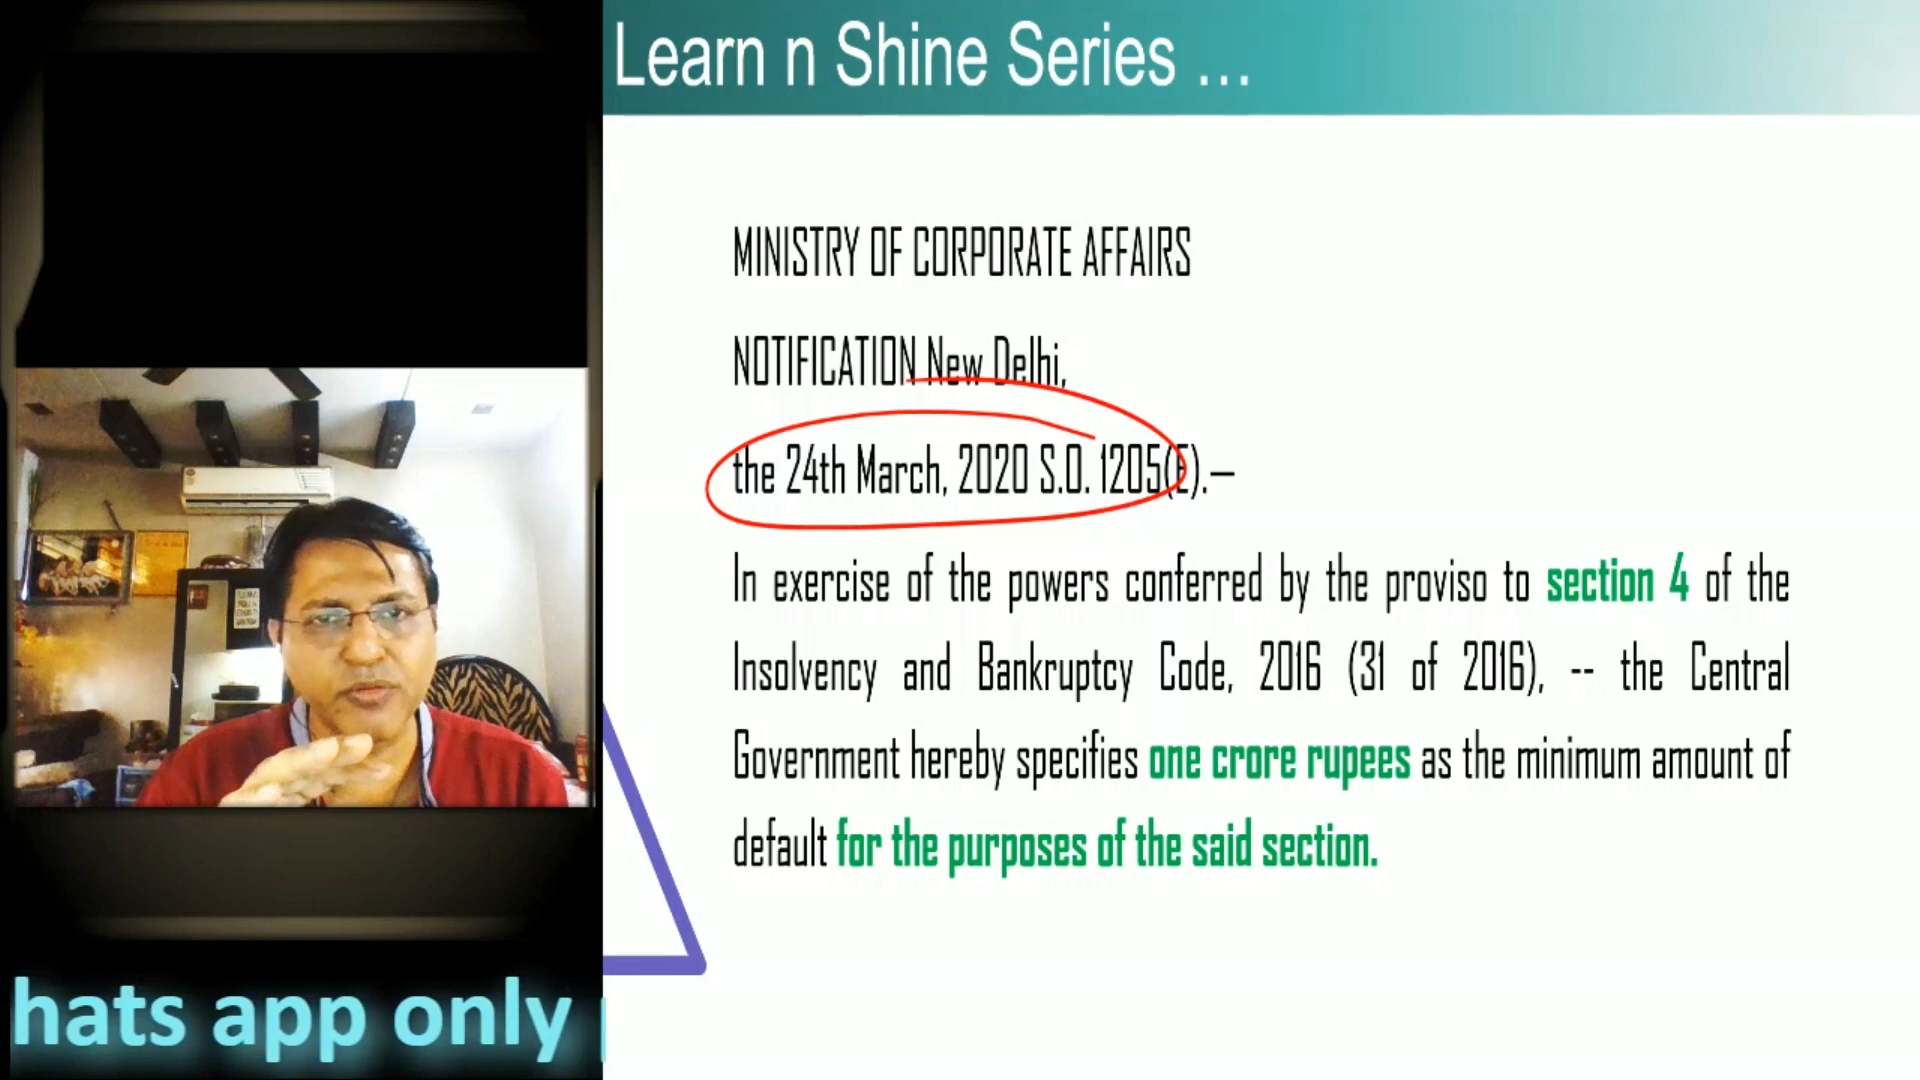 Learn n Shine Series ...
MINISTRY OF CORPORATE AFFAIRS
NOTIFICATION New Delhi,
the 24th March, 2020 S.O. 1205(E).—
In exercise of the powers conferred by the proviso to section 4 of the
Insolvency and Bankruptcy Code, 2016 (31 of 2016), -- the Central
Government hereby specifies one crore rupees as the minimum amount of
default for the purposes of the said section.
hats app only